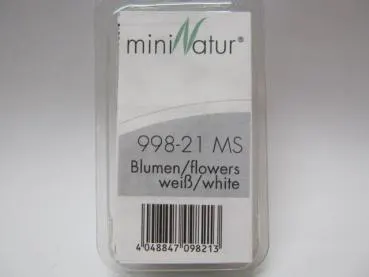 miniNatur®
998-21 MS
Blumen/flowers
weiß/white
4 048847 098213